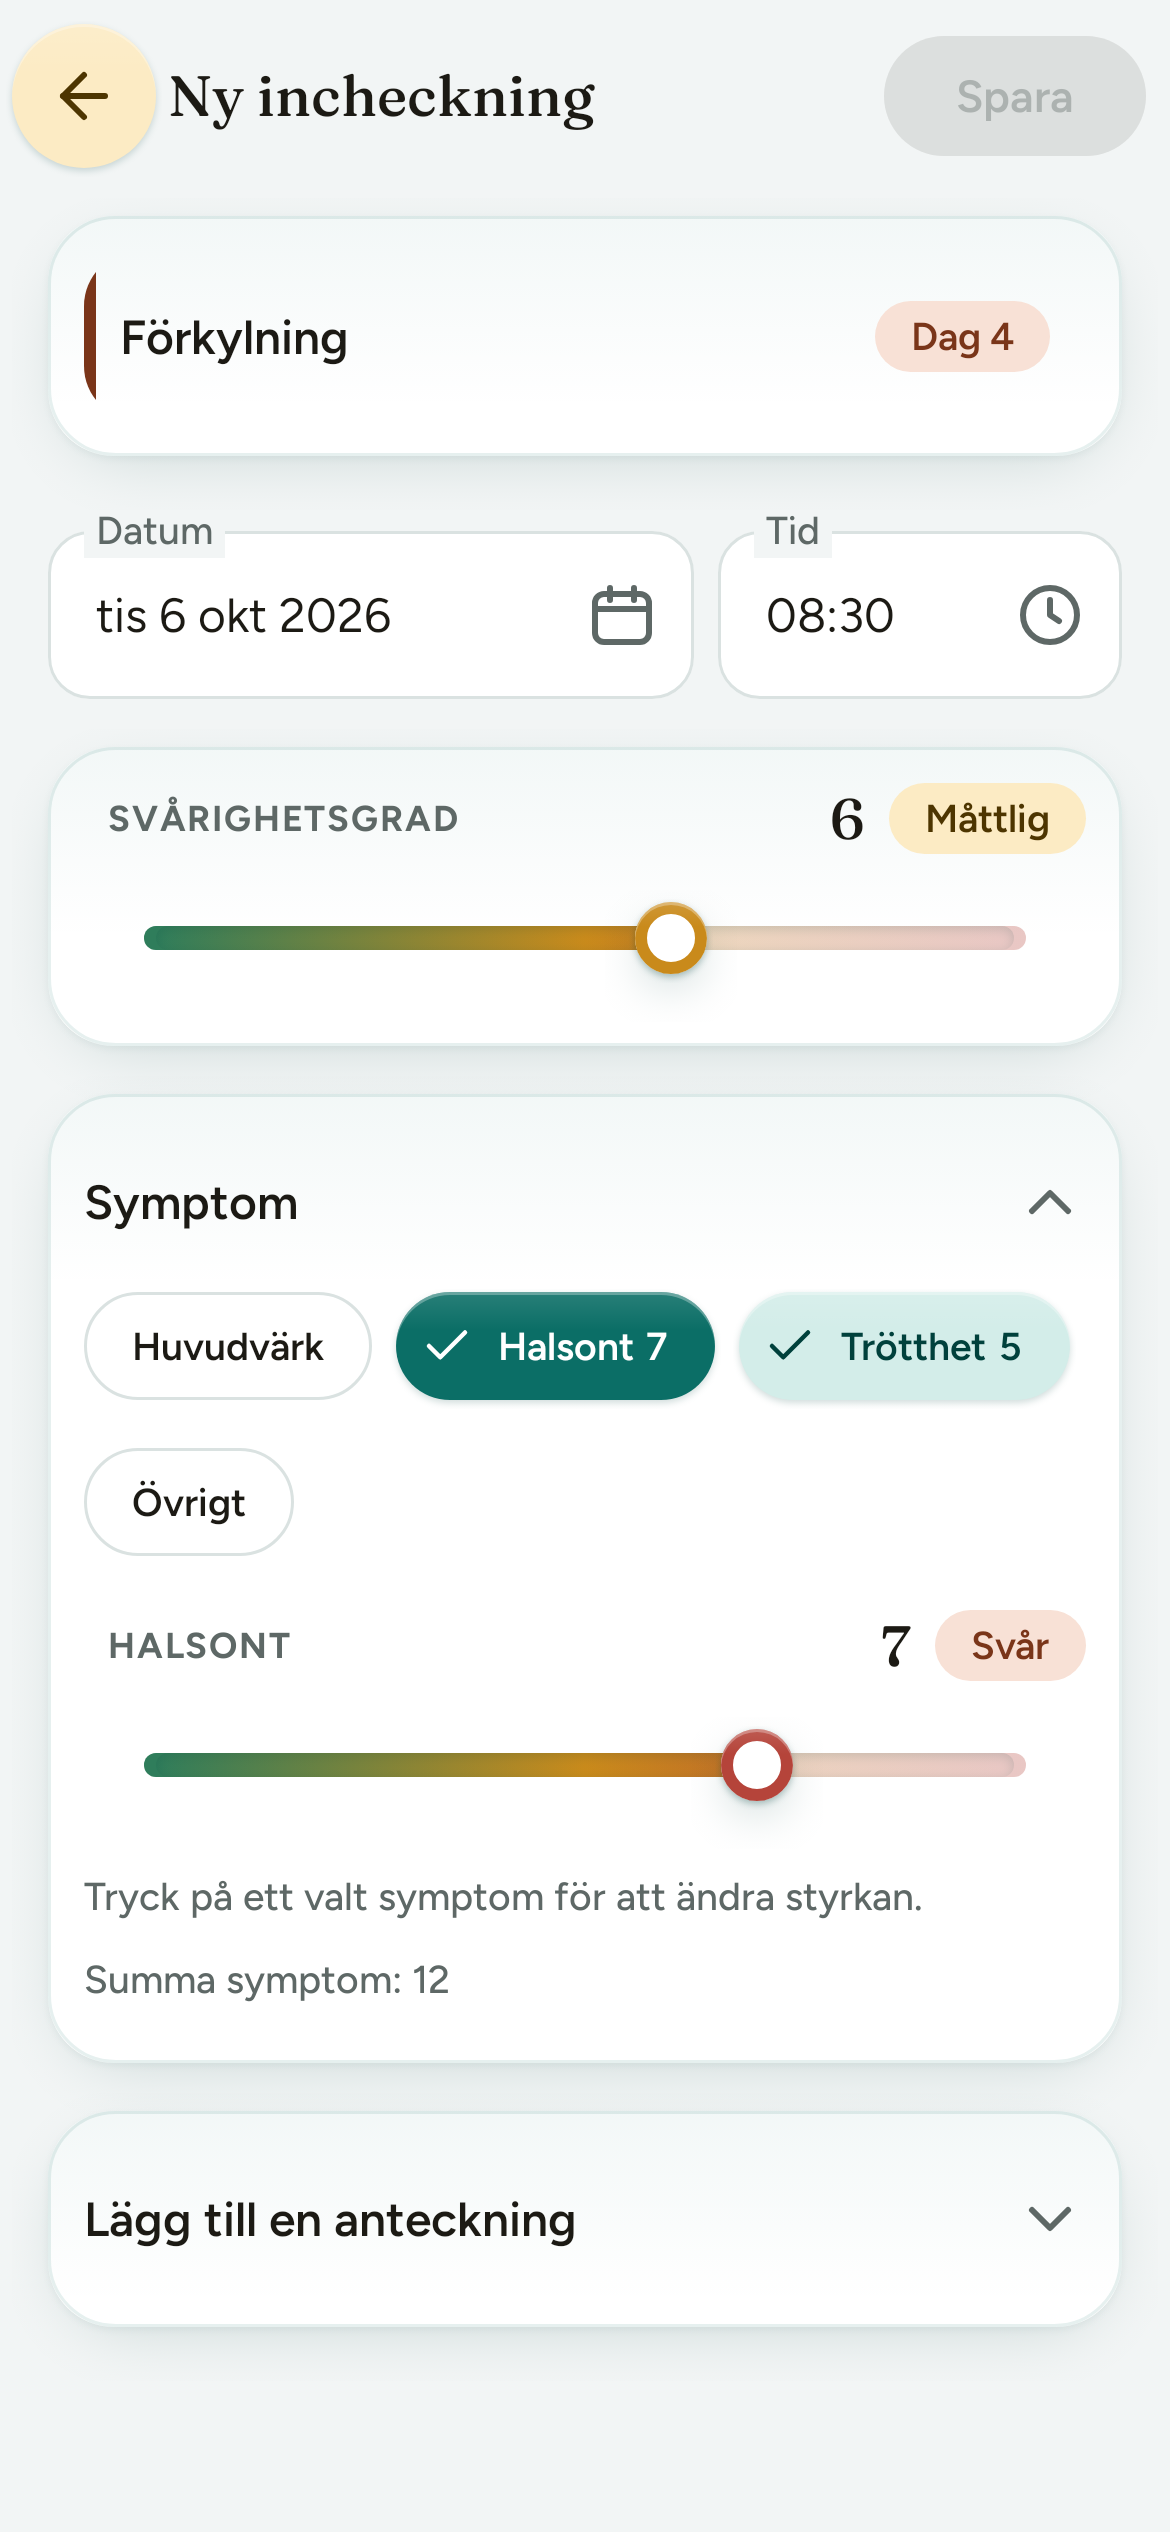 Ny incheckning
Spara
Förkylning
Dag 4
Datum
Tid
tis 6 okt 2026
08:30
SVÅRIGHETSGRAD
6
Måttlig
Symptom
Huvudvärk
Halsont 7
Trötthet 5
Övrigt
HALSONT
7
Svår
Tryck på ett valt symptom för att ändra styrkan.
Summa symptom: 12
Lägg till en anteckning